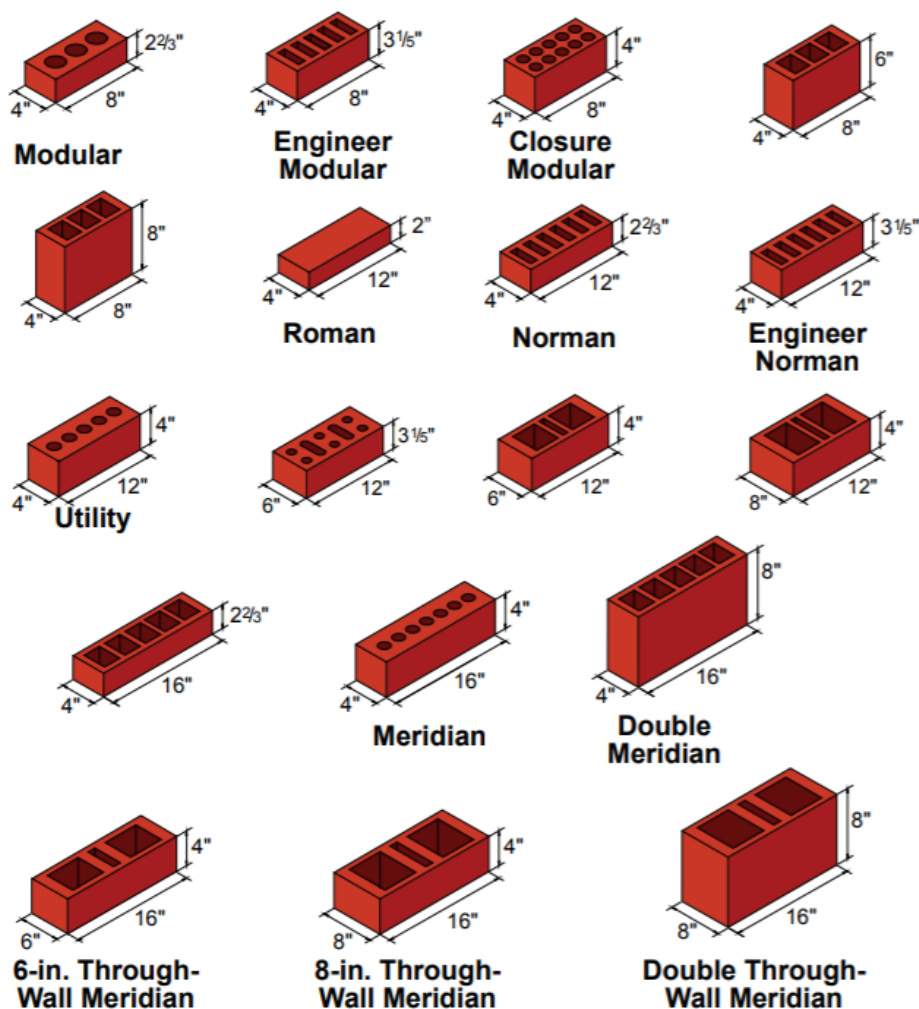 2⅔"
4"
8"
Modular
3⅕"
4"
8"
Engineer
Modular
4"
4"
8"
Closure
Modular
6"
4"
8"
8"
4"
8"
2"
4"
12"
Roman
2⅔"
4"
12"
Norman
3⅕"
4"
12"
Engineer
Norman
4"
4"
12"
Utility
3⅕"
6"
12"
4"
6"
12"
4"
8"
12"
2⅔"
4"
16"
4"
4"
16"
Meridian
8"
4"
16"
Double
Meridian
4"
6"
16"
6-in. Through-
Wall Meridian
4"
8"
16"
8-in. Through-
Wall Meridian
8"
8"
16"
Double Through-
Wall Meridian